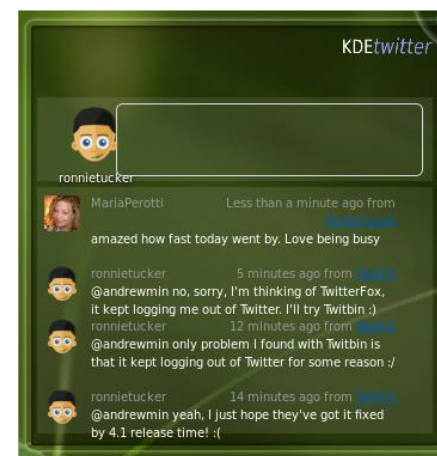 KDEtwitter
ronnietucker
MariaPerotti Less than a minute ago from
amazed how fast today went by. Love being busy
ronnietucker 5 minutes ago from
@andrewmin no, sorry, I'm thinking of TwitterFox,
it kept logging me out of Twitter. I'll try Twitbin :)
ronnietucker 12 minutes ago from
@andrewmin only problem I found with Twitbin is
that it kept logging out of Twitter for some reason :/
ronnietucker 14 minutes ago from
@andrewmin yeah, I just hope they've got it fixed
by 4.1 release time! :(